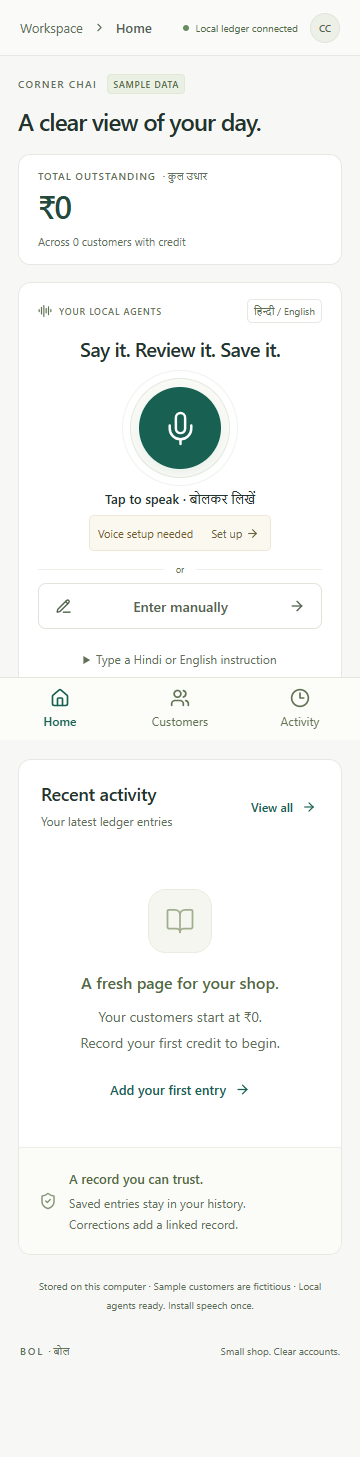 Workspace > Home
Local ledger connected
CC
CORNER CHAI
SAMPLE DATA
A clear view of your day.
TOTAL OUTSTANDING · कुल उधार
₹0
Across 0 customers with credit
YOUR LOCAL AGENTS
हिन्दी / English
Say it. Review it. Save it.
Tap to speak · बोलकर लिखें
Voice setup needed
Set up →
or
Enter manually →
▶ Type a Hindi or English instruction
Home
Customers
Activity
Recent activity
View all →
Your latest ledger entries
A fresh page for your shop.
Your customers start at ₹0.
Record your first credit to begin.
Add your first entry →
A record you can trust.
Saved entries stay in your history.
Corrections add a linked record.
Stored on this computer · Sample customers are fictitious · Local
agents ready. Install speech once.
BOL · बोल
Small shop. Clear accounts.